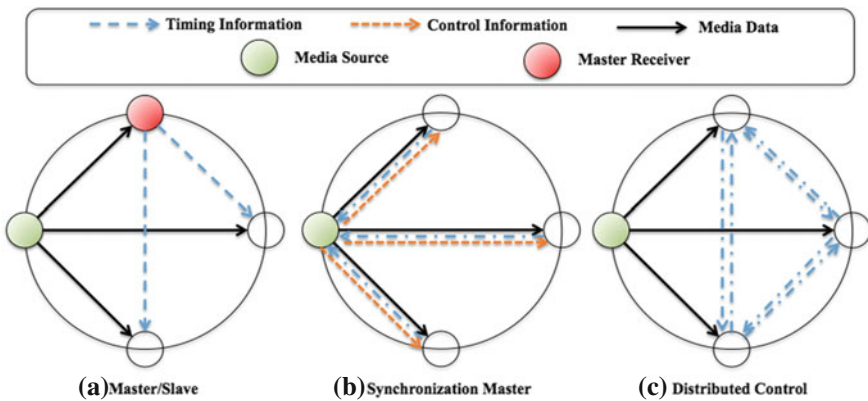 Timing Information
Control Information
Media Data
Media Source
Master Receiver
(a) Master/Slave
(b) Synchronization Master
(c) Distributed Control